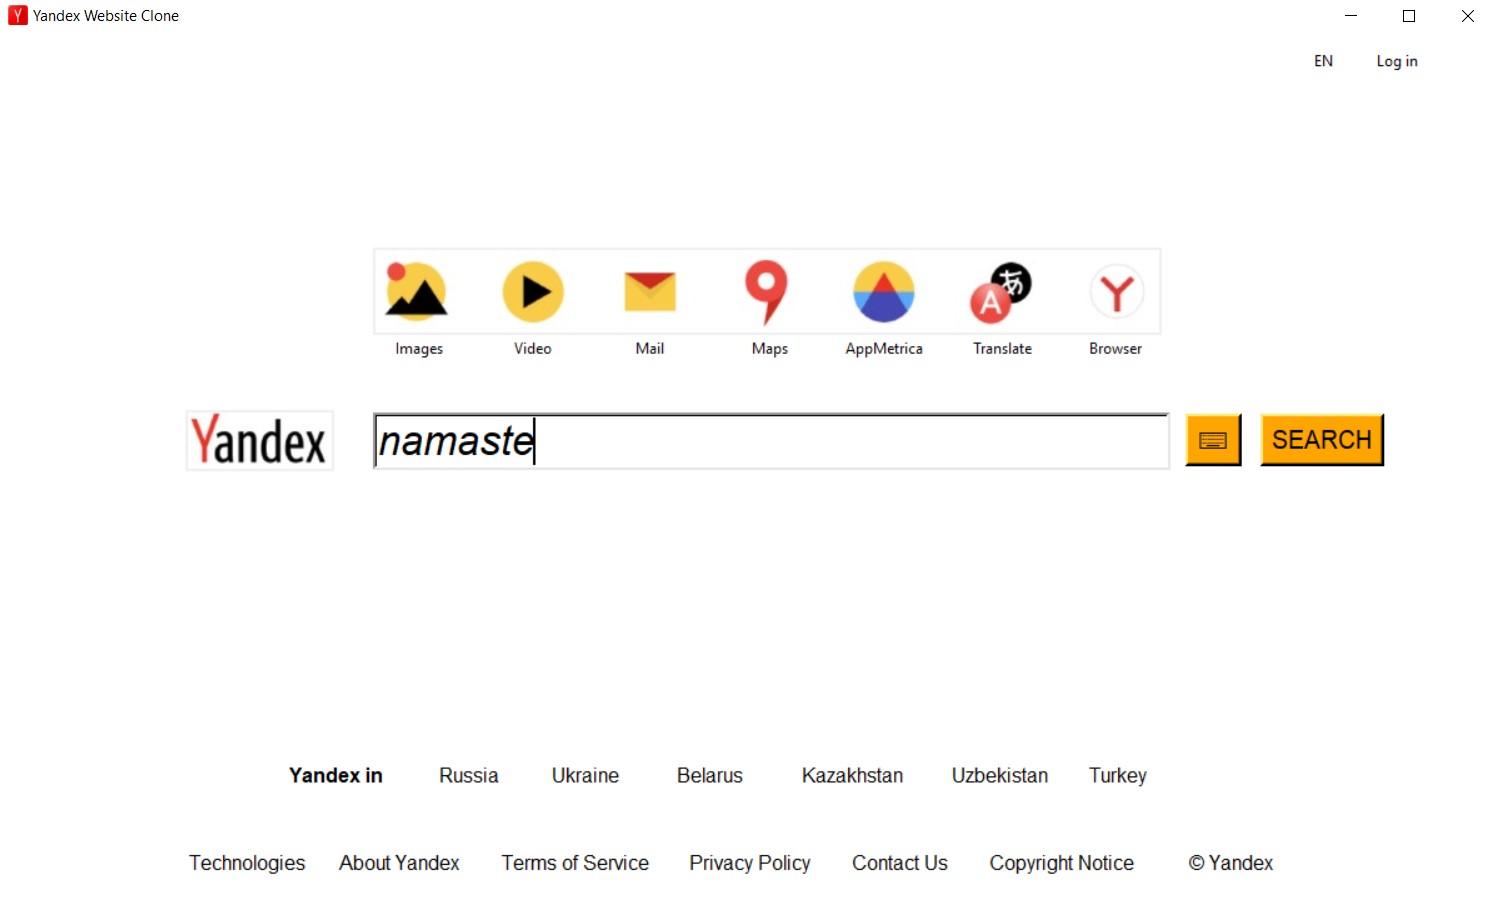 Yandex Website Clone
EN Log in
Images Video Mail Maps AppMetrica Translate Browser
Yandex namaste SEARCH
Yandex in Russia Ukraine Belarus Kazakhstan Uzbekistan Turkey
Technologies About Yandex Terms of Service Privacy Policy Contact Us Copyright Notice © Yandex